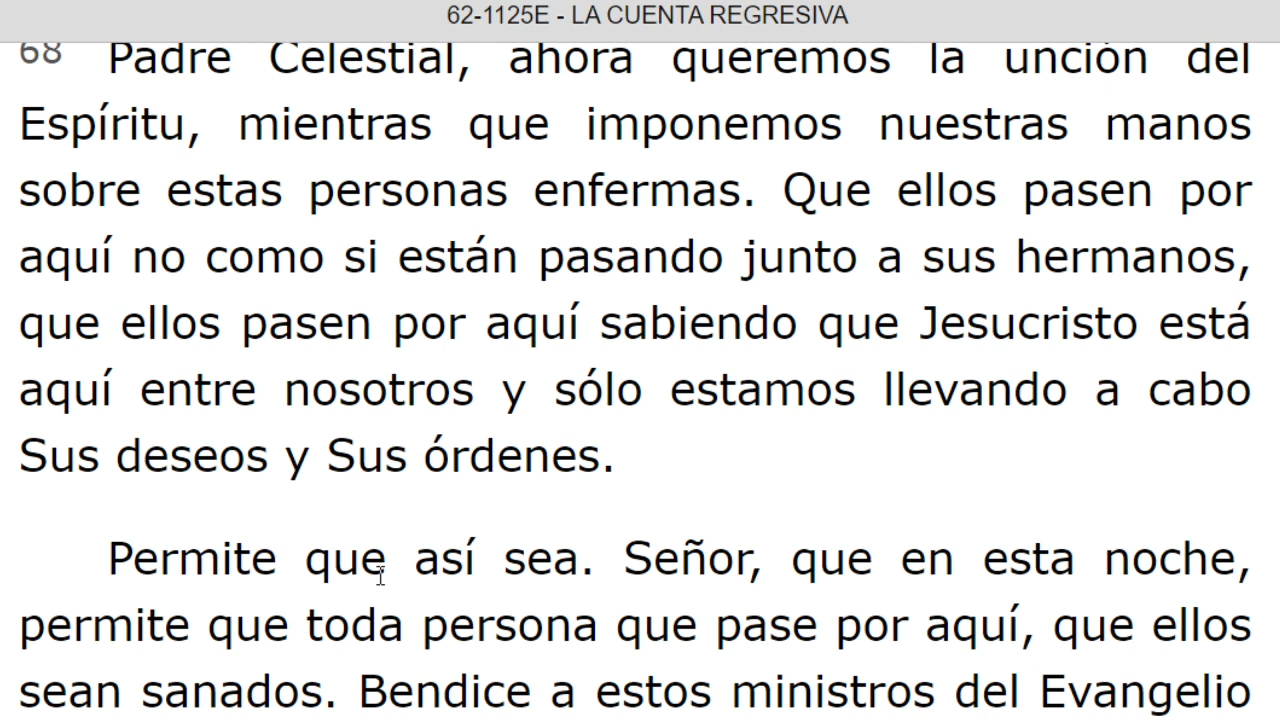 62-1125E - LA CUENTA REGRESIVA
68 Padre Celestial, ahora queremos la unción del
Espíritu, mientras que imponemos nuestras manos
sobre estas personas enfermas. Que ellos pasen por
aquí no como si están pasando junto a sus hermanos,
que ellos pasen por aquí sabiendo que Jesucristo está
aquí entre nosotros y sólo estamos llevando a cabo
Sus deseos y Sus órdenes.
Permite que así sea. Señor, que en esta noche,
permite que toda persona que pase por aquí, que ellos
sean sanados. Bendice a estos ministros del Evangelio